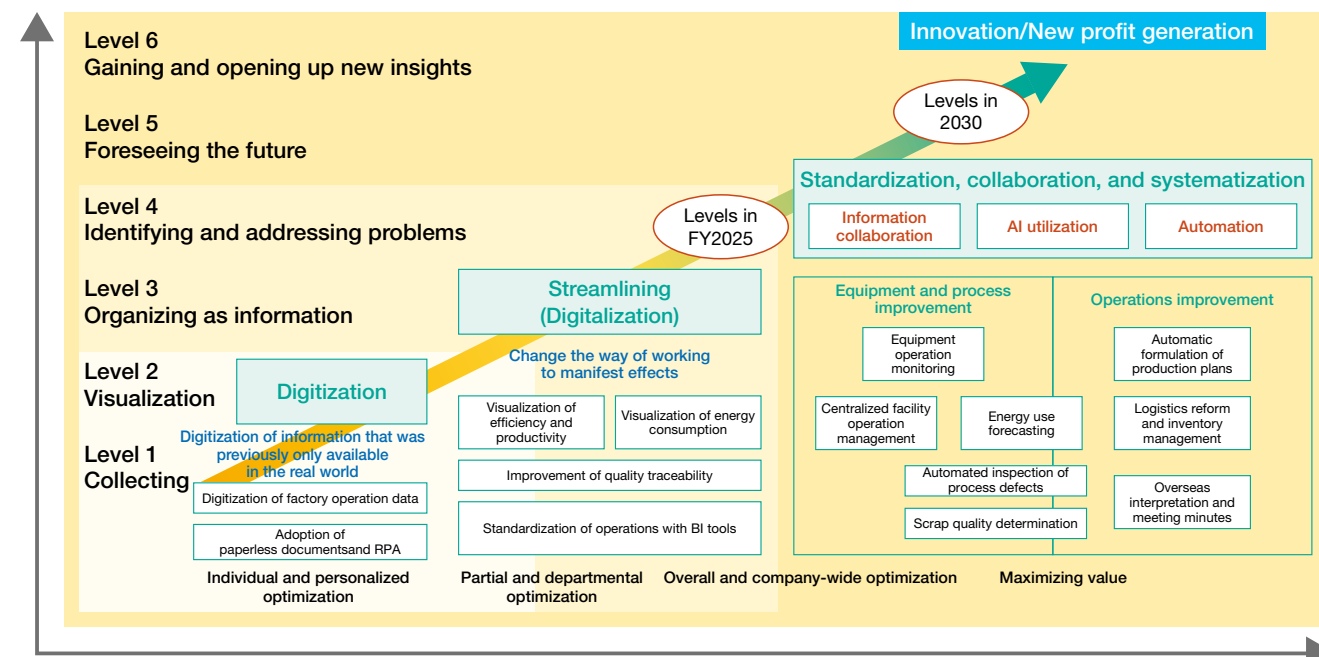 Level 6
Gaining and opening up new insights
Innovation/New profit generation
Level 5
Foreseeing the future
Levels in
2030
Level 4
Identifying and addressing problems
Levels in
FY2025
Standardization, collaboration, and systematization
Information
collaboration
AI utilization
Automation
Level 3
Organizing as information
Streamlining
(Digitalization)
Change the way of working
to manifest effects
Level 2
Visualization
Digitization
Digitization of information that was
previously only available
in the real world
Level 1
Collecting
Digitization of factory operation data
Adoption of
paperless documentsand RPA
Visualization of
efficiency and
productivity
Visualization of energy
consumption
Improvement of quality traceability
Standardization of operations with BI tools
Equipment and process
improvement
Equipment
operation
monitoring
Centralized facility
operation
management
Energy use
forecasting
Automated inspection of
process defects
Scrap quality determination
Operations improvement
Automatic
formulation of
production plans
Logistics reform
and inventory
management
Overseas
interpretation and
meeting minutes
Individual and personalized
optimization
Partial and departmental
optimization
Overall and company-wide optimization
Maximizing value